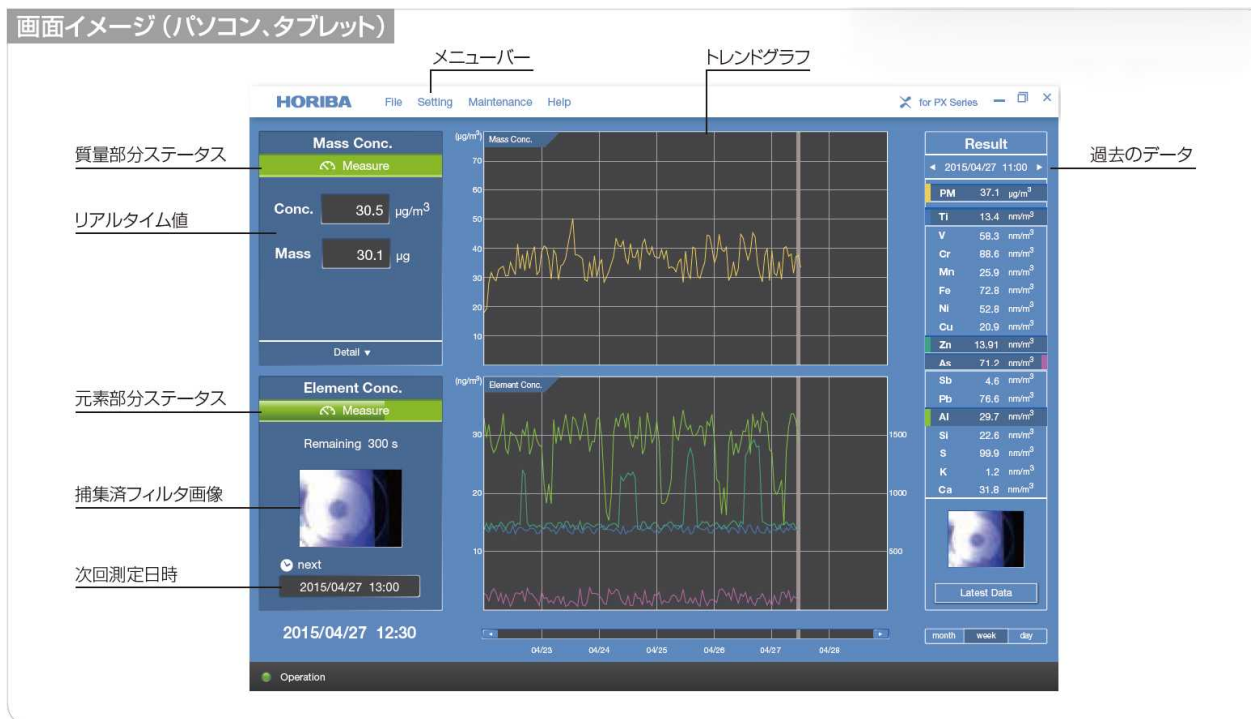 画面イメージ（パソコン、タブレット）
メニューバー
トレンドグラフ
HORIBA File Setting Maintenance Help
for PX Series
質量部分ステータス
リアルタイム値
元素部分ステータス
捕集済フィルタ画像
次回測定日時
過去のデータ
Mass Conc.
Measure
Conc. 30.5 µg/m³
Mass 30.1 µg
Detail ▼
Element Conc.
Measure
Remaining 300 s
next
2015/04/27 13:00
2015/04/27 12:30
(µg/m³) Mass Conc.
70
60
50
40
30
20
10
(ng/m³) Element Conc.
30
20
10
1500
1000
500
04/23 04/24 04/25 04/26 04/27 04/28
Result
◀ 2015/04/27 11:00 ▶
PM 37.1 µg/m³
Ti 13.4 nm/m³
V 58.3 nm/m³
Cr 88.6 nm/m³
Mn 25.9 nm/m³
Fe 72.8 nm/m³
Ni 52.8 nm/m³
Cu 20.9 nm/m³
Zn 13.91 nm/m³
As 71.2 nm/m³
Sb 4.6 nm/m³
Pb 76.6 nm/m³
Al 29.7 nm/m³
Si 22.6 nm/m³
S 99.9 nm/m³
K 1.2 nm/m³
Ca 31.8 nm/m³
Latest Data
month week day
Operation